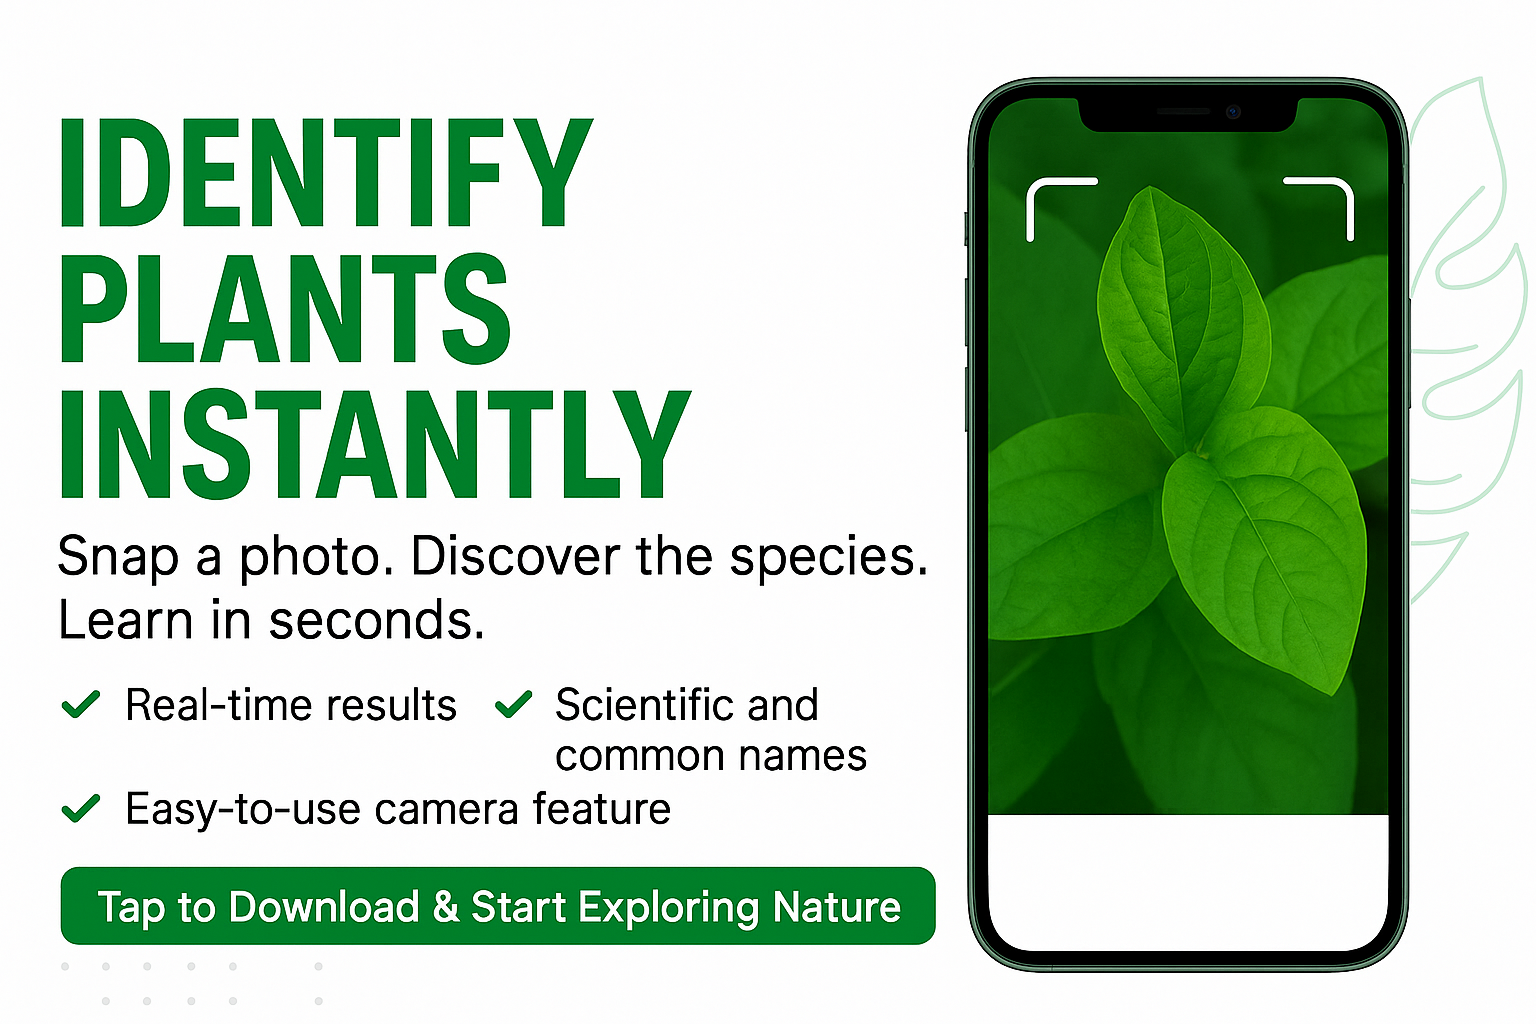 IDENTIFY
PLANTS
INSTANTLY
Snap a photo. Discover the species.
Learn in seconds.
Real-time results
Scientific and
common names
Easy-to-use camera feature
Tap to Download & Start Exploring Nature